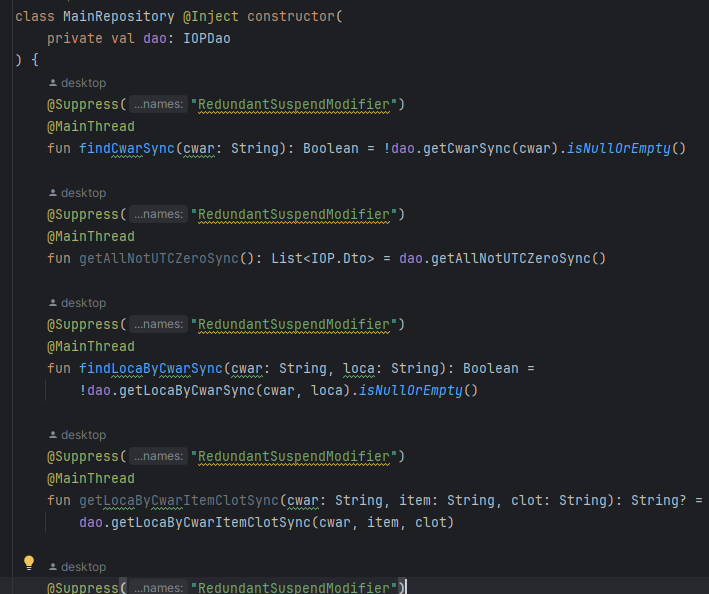 class MainRepository @Inject constructor(
    private val dao: IOPDao
) {
    desktop
    @Suppress( ...names: "RedundantSuspendModifier")
    @MainThread
    fun findCwarSync(cwar: String): Boolean = !dao.getCwarSync(cwar).isNullOrEmpty()
    desktop
    @Suppress( ...names: "RedundantSuspendModifier")
    @MainThread
    fun getAllNotUTCZeroSync(): List<IOP.Dto> = dao.getAllNotUTCZeroSync()
    desktop
    @Suppress( ...names: "RedundantSuspendModifier")
    @MainThread
    fun findLocaByCwarSync(cwar: String, loca: String): Boolean =
        !dao.getLocaByCwarSync(cwar, loca).isNullOrEmpty()
    desktop
    @Suppress( ...names: "RedundantSuspendModifier")
    @MainThread
    fun getLocaByCwarItemClotSync(cwar: String, item: String, clot: String): String? =
        dao.getLocaByCwarItemClotSync(cwar, item, clot)
    desktop
    @Suppress( ...names: "RedundantSuspendModifier")